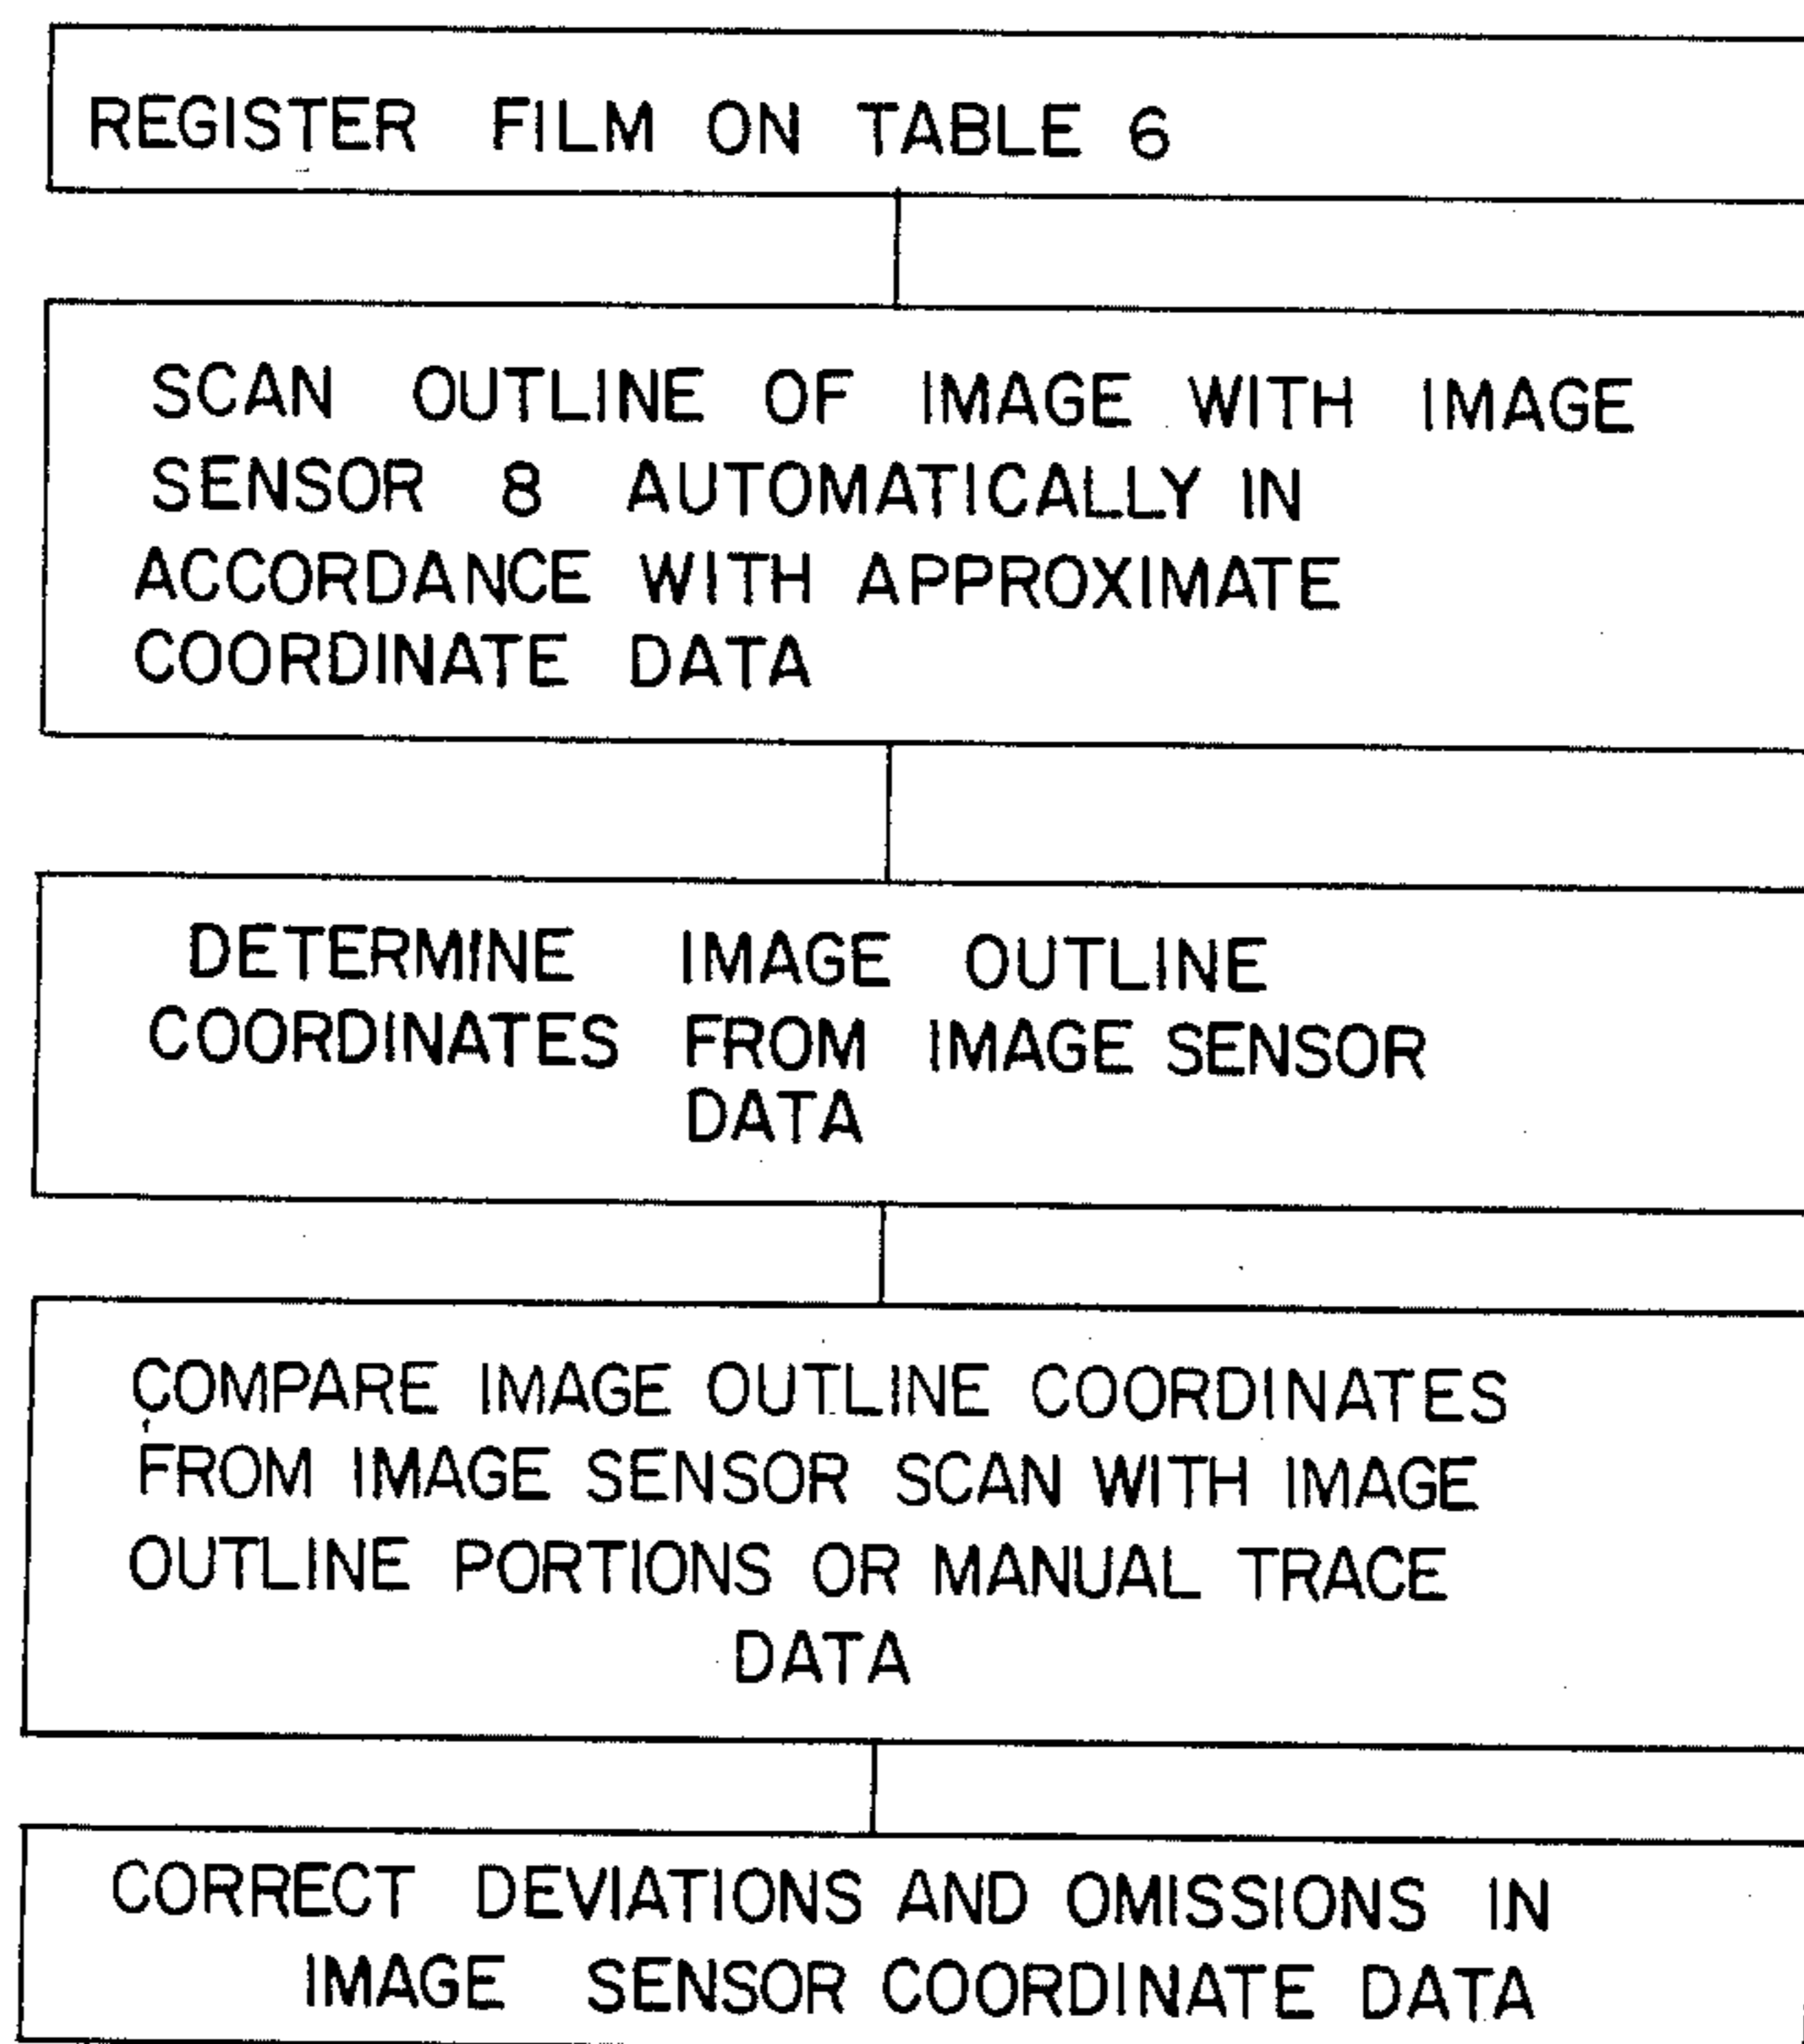 REGISTER FILM ON TABLE 6
SCAN OUTLINE OF IMAGE WITH IMAGE
SENSOR 8 AUTOMATICALLY IN
ACCORDANCE WITH APPROXIMATE
COORDINATE DATA
DETERMINE IMAGE OUTLINE
COORDINATES FROM IMAGE SENSOR
DATA
COMPARE IMAGE OUTLINE COORDINATES
FROM IMAGE SENSOR SCAN WITH IMAGE
OUTLINE PORTIONS OR MANUAL TRACE
DATA
CORRECT DEVIATIONS AND OMISSIONS IN
IMAGE SENSOR COORDINATE DATA